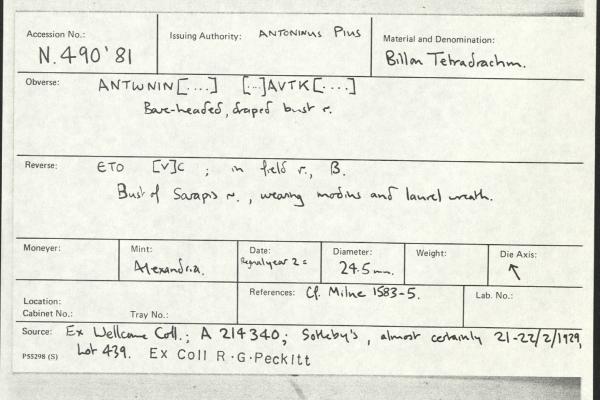 Accession No.: N.490'81
Issuing Authority: ANTONINUS PIUS
Material and Denomination: Billon Tetradrachm.
Obverse: ANTWNIN[....] [...]AVTK[....]
Bare-headed, draped bust r.
Reverse: ETO [V]C ; in field r., B.
Bust of Sarapis r., wearing modius and laurel wreath.
Moneyer:
Mint: Alexandria.
Date: Regnal year 2 =
Diameter: 24.5 mm.
Weight:
Die Axis: ↖
Location:
Cabinet No.: Tray No.:
References: Cf. Milne 1583-5.
Lab. No.:
Source: Ex Wellcome Coll.; A 214340; Sotheby's, almost certainly 21-22/2/1929,
Lot 439. Ex Coll R·G·Peckitt
P55298 (S)